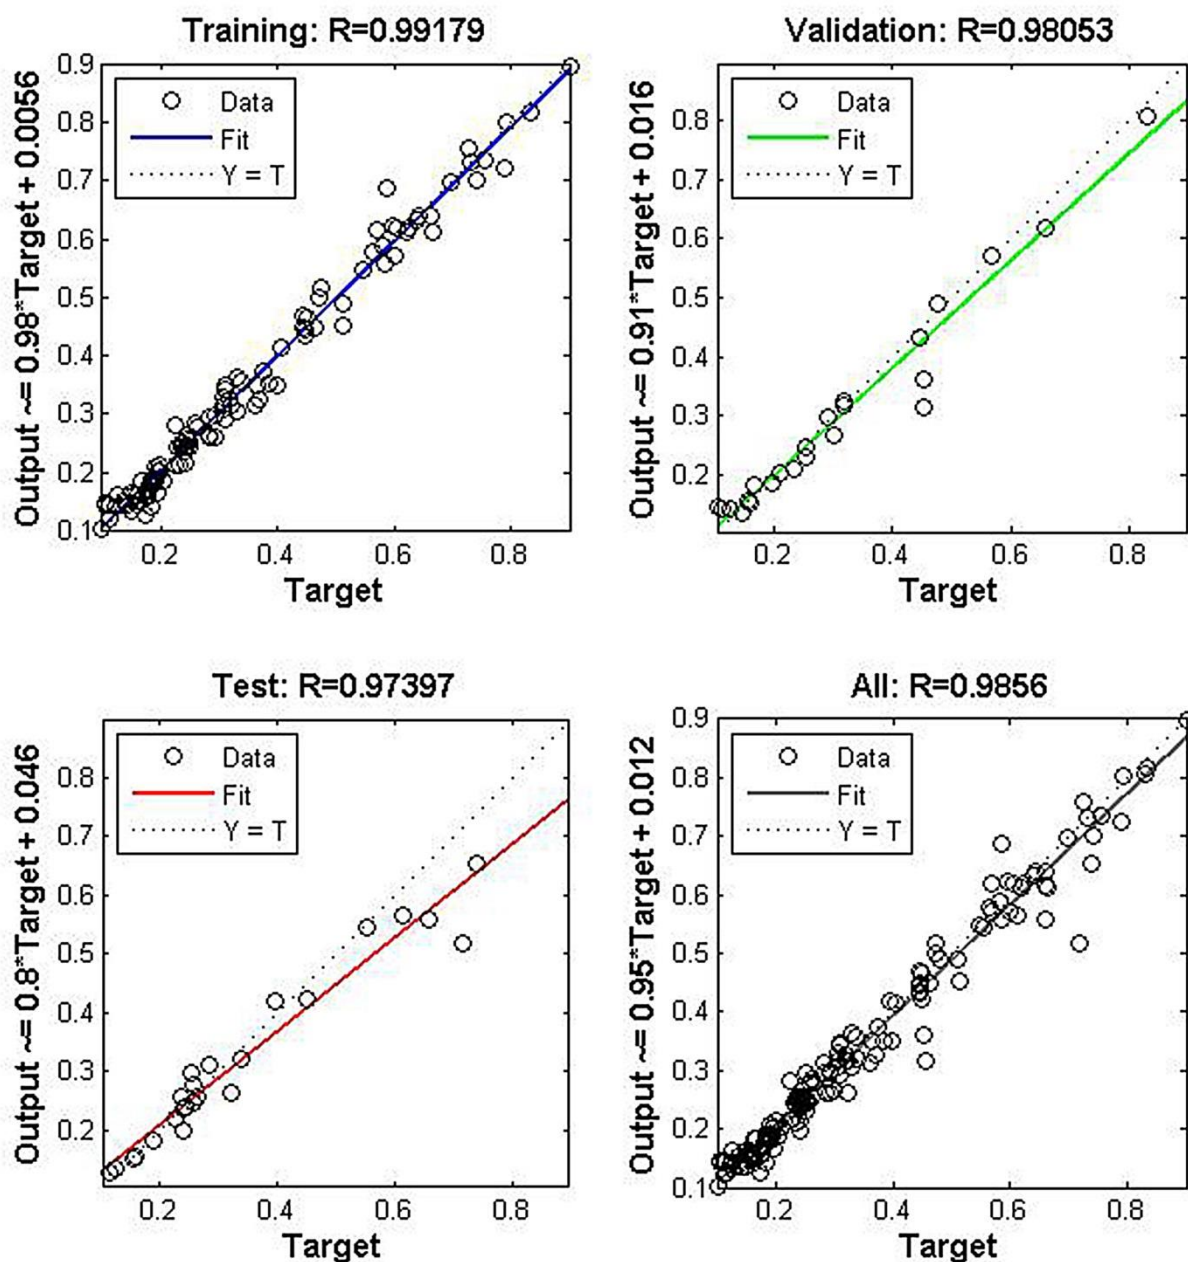 Training: R=0.99179
Output ~= 0.98*Target + 0.0056
0.9
0.8
0.7
0.6
0.5
0.4
0.3
0.2
0.1
Data
Fit
Y = T
0.2 0.4 0.6 0.8
Target
Validation: R=0.98053
Output ~= 0.91*Target + 0.016
0.8
0.7
0.6
0.5
0.4
0.3
0.2
Data
Fit
Y = T
0.2 0.4 0.6 0.8
Target
Test: R=0.97397
Output ~= 0.8*Target + 0.046
0.8
0.7
0.6
0.5
0.4
0.3
0.2
Data
Fit
Y = T
0.2 0.4 0.6 0.8
Target
All: R=0.9856
Output ~= 0.95*Target + 0.012
0.9
0.8
0.7
0.6
0.5
0.4
0.3
0.2
0.1
Data
Fit
Y = T
0.2 0.4 0.6 0.8
Target